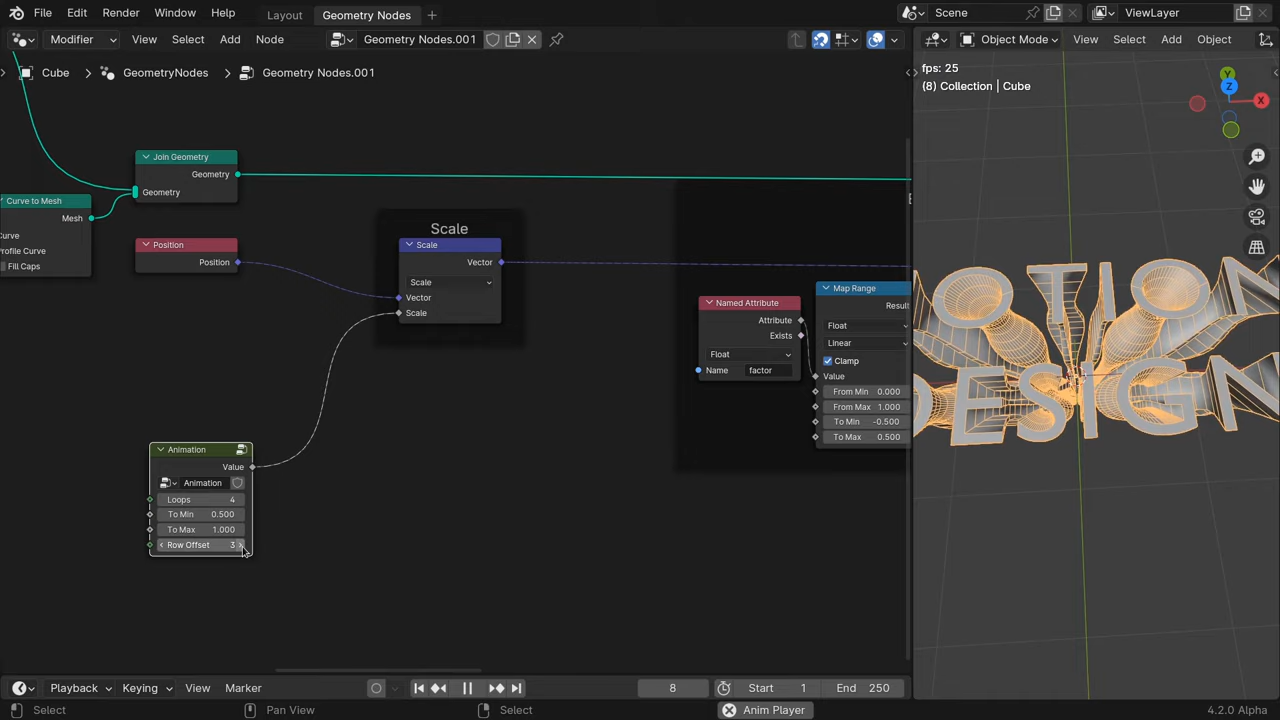 File Edit Render Window Help Layout Geometry Nodes + Scene ViewLayer
Modifier View Select Add Node Geometry Nodes.001 Object Mode View Select Add Object
Cube > GeometryNodes > Geometry Nodes.001
fps: 25
(8) Collection | Cube
Y
Z
X
Join Geometry
Geometry
Geometry
Curve to Mesh
Mesh
Curve
Profile Curve
Fill Caps
Position
Position
Scale
Scale
Vector
Scale
Vector
Scale
Named Attribute
Attribute
Exists
Float
Name factor
Map Range
Result
Float
Linear
Clamp
Value
From Min 0.000
From Max 1.000
To Min -0.500
To Max 0.500
OTION
DESIGN
Animation
Value
Animation
Loops 4
To Min 0.500
To Max 1.000
Row Offset 3
Playback Keying View Marker 8 Start 1 End 250
Select Pan View Select Anim Player 4.2.0 Alpha